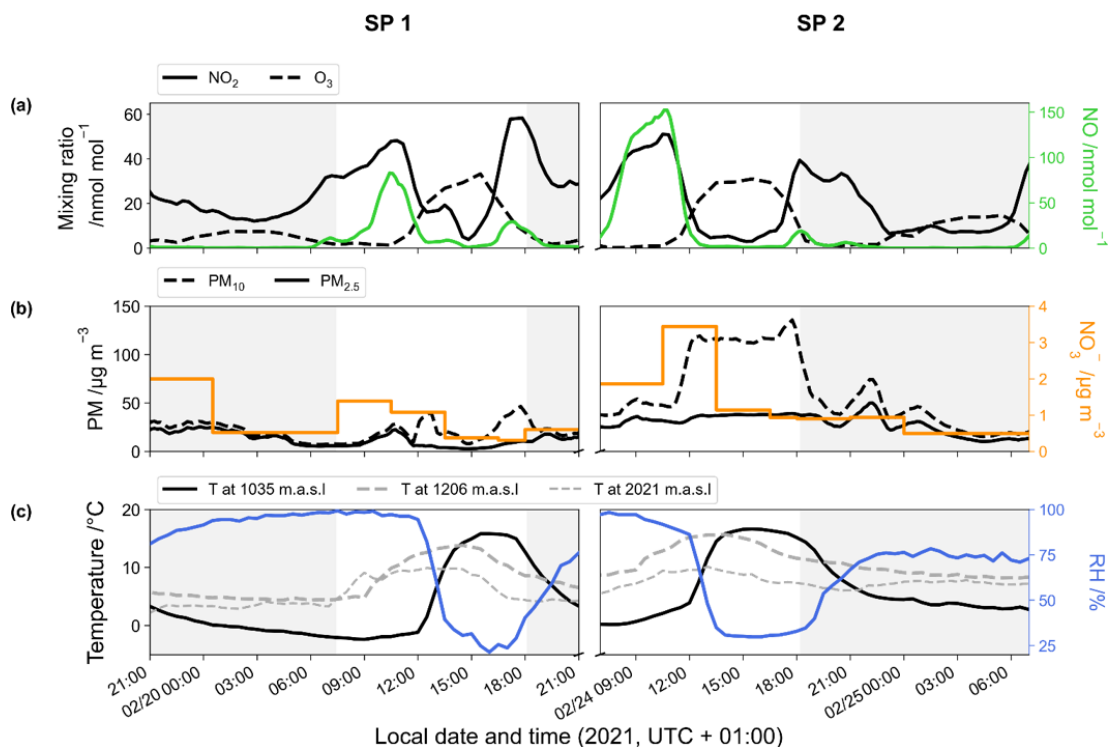 SP 1
SP 2
NO₂ O₃
(a)
Mixing ratio
/nmol mol⁻¹
60
40
20
0
150
100
50
0
NO /nmol mol⁻¹
PM₁₀ PM₂.₅
(b)
PM /µg m⁻³
150
100
50
0
4
3
2
1
0
NO₃⁻ /µg m⁻³
T at 1035 m.a.s.l T at 1206 m.a.s.l T at 2021 m.a.s.l
(c)
Temperature /°C
20
10
0
100
75
50
25
RH /%
21:00
02/20 00:00
03:00
06:00
09:00
12:00
15:00
18:00
21:00
02/24 09:00
12:00
15:00
18:00
21:00
02/25 00:00
03:00
06:00
Local date and time (2021, UTC + 01:00)